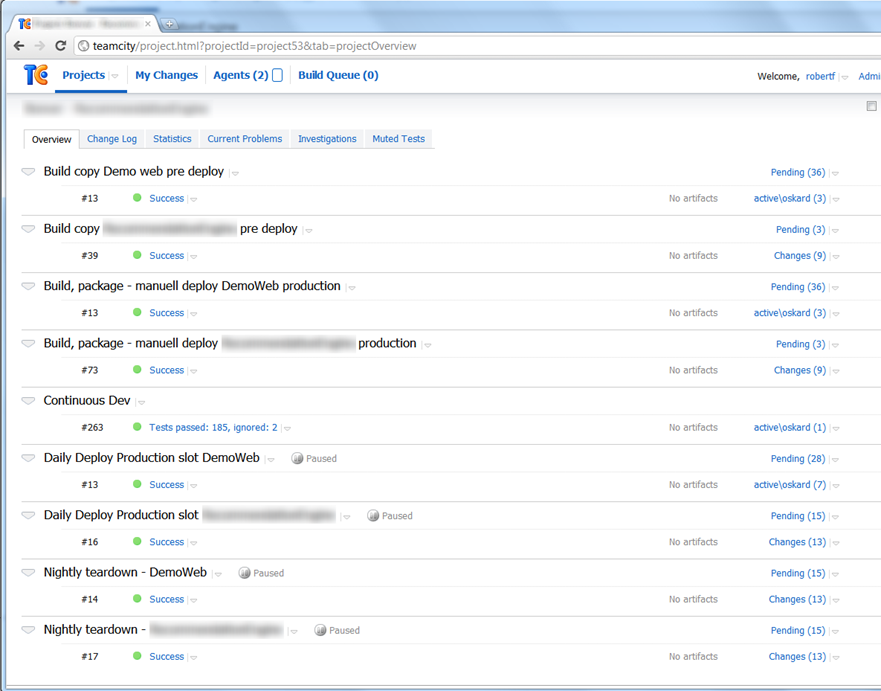 teamcity/project.html?projectId=project53&tab=projectOverview
TC Projects My Changes Agents (2) Build Queue (0) Welcome, robertf Admi
Overview Change Log Statistics Current Problems Investigations Muted Tests
Build copy Demo web pre deploy Pending (36)
#13 Success No artifacts active\oskard (3)
Build copy pre deploy Pending (3)
#39 Success No artifacts Changes (9)
Build, package - manuell deploy DemoWeb production Pending (36)
#13 Success No artifacts active\oskard (3)
Build, package - manuell deploy production Pending (3)
#73 Success No artifacts Changes (9)
Continuous Dev
#263 Tests passed: 185, ignored: 2 No artifacts active\oskard (1)
Daily Deploy Production slot DemoWeb Paused Pending (28)
#13 Success No artifacts active\oskard (7)
Daily Deploy Production slot Paused Pending (15)
#16 Success No artifacts Changes (13)
Nightly teardown - DemoWeb Paused Pending (15)
#14 Success No artifacts Changes (13)
Nightly teardown - Paused Pending (15)
#17 Success No artifacts Changes (13)